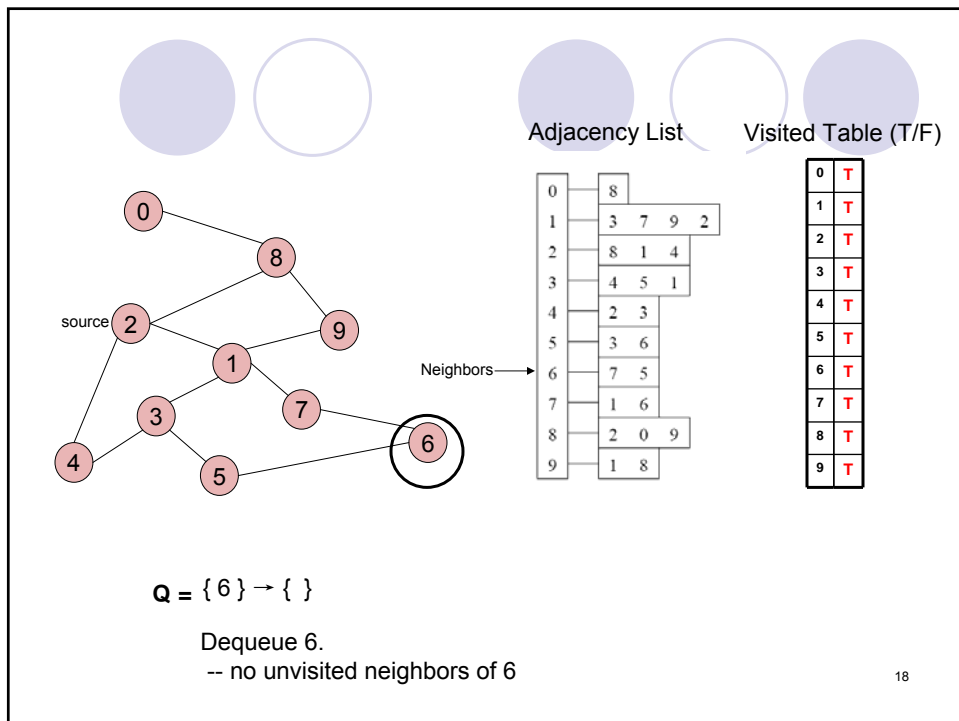 Adjacency List
Visited Table (T/F)
0
8
source 2
9
1
7
3
6
4
5
Neighbors
0 8
1 3 7 9 2
2 8 1 4
3 4 5 1
4 2 3
5 3 6
6 7 5
7 1 6
8 2 0 9
9 1 8
0 T
1 T
2 T
3 T
4 T
5 T
6 T
7 T
8 T
9 T
Q = { 6 } → { }
Dequeue 6.
-- no unvisited neighbors of 6
18